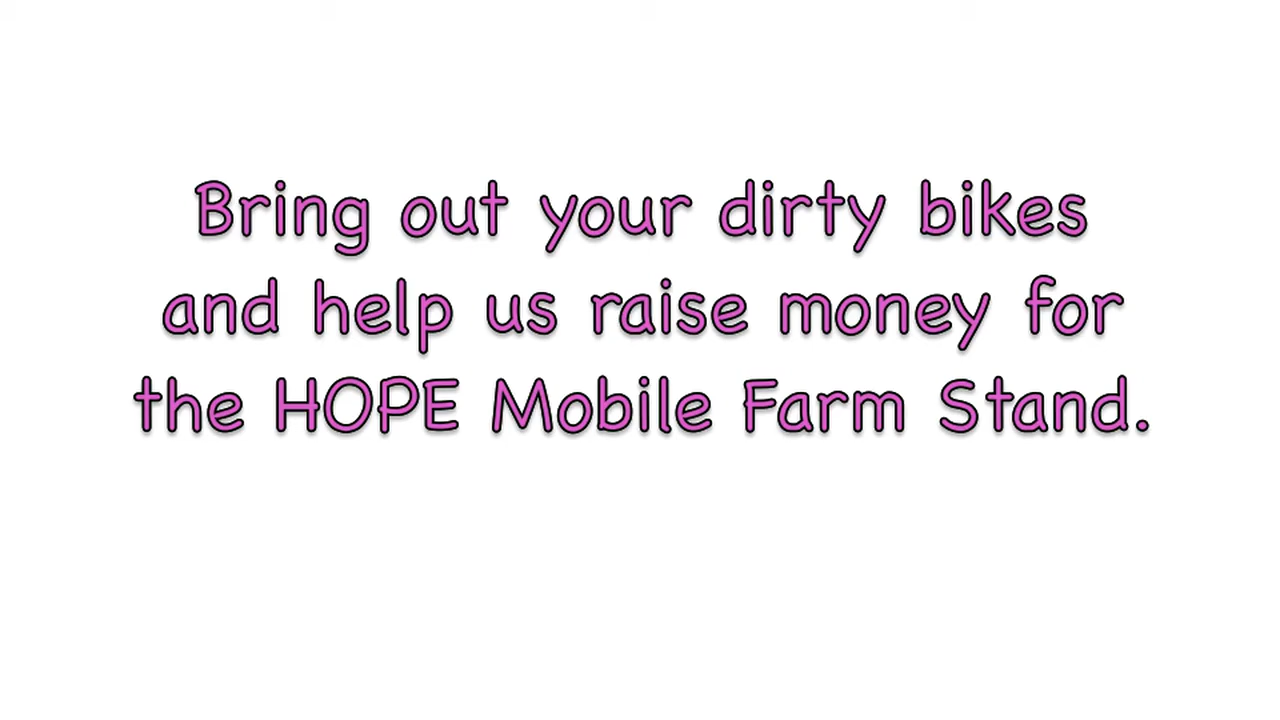 Bring out your dirty bikes
and help us raise money for
the HOPE Mobile Farm Stand.